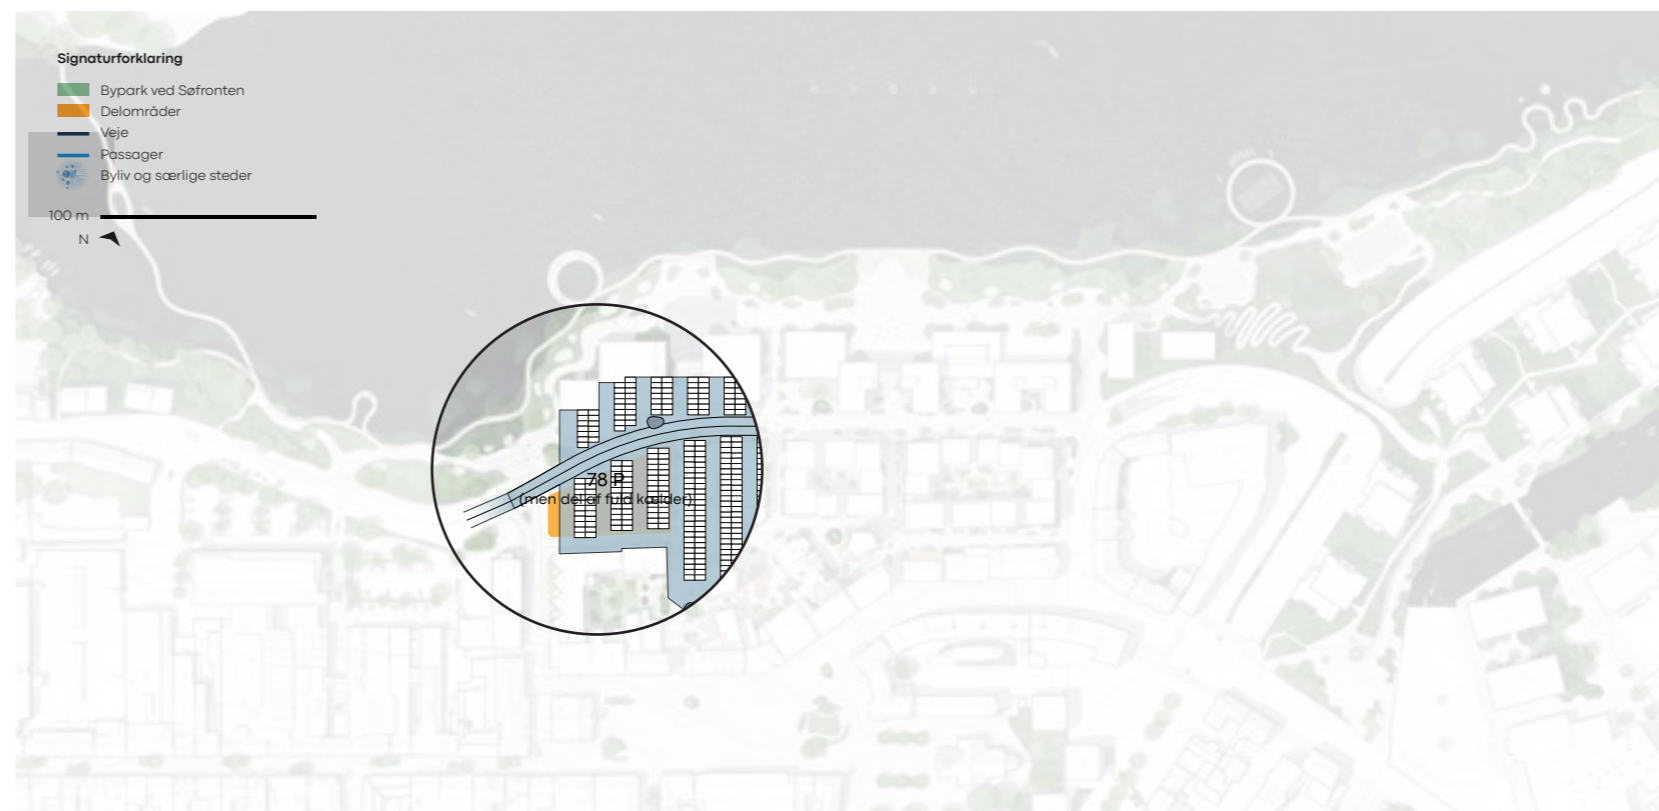 Signaturforklaring
Bypark ved Søfronten
Delområder
Veje
Passager
Byliv og særlige steder
100 m
N
78 P
(men del af fuld kælder)